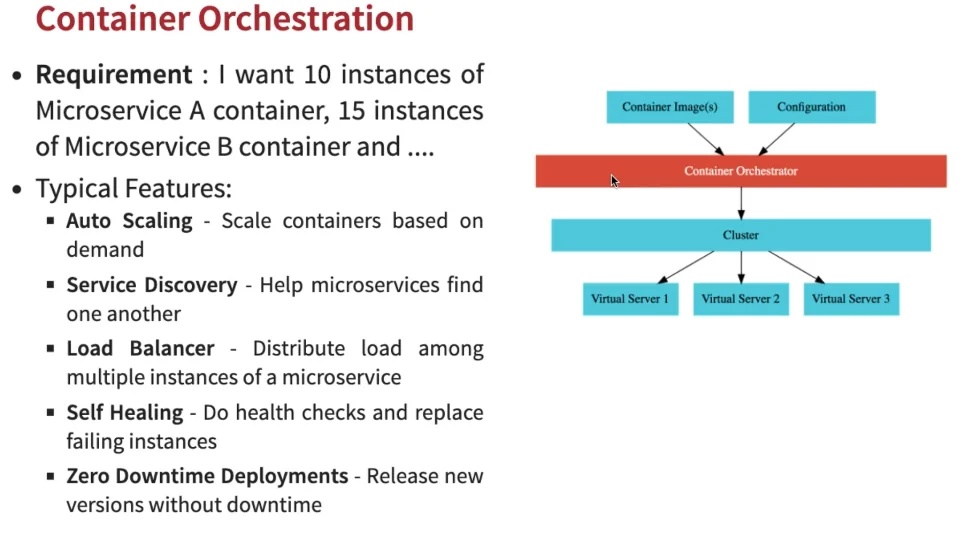 Container Orchestration
• Requirement : I want 10 instances of
Microservice A container, 15 instances
of Microservice B container and ....
• Typical Features:
▪ Auto Scaling - Scale containers based on
demand
▪ Service Discovery - Help microservices find
one another
▪ Load Balancer - Distribute load among
multiple instances of a microservice
▪ Self Healing - Do health checks and replace
failing instances
▪ Zero Downtime Deployments - Release new
versions without downtime
Container Image(s)
Configuration
Container Orchestrator
Cluster
Virtual Server 1
Virtual Server 2
Virtual Server 3